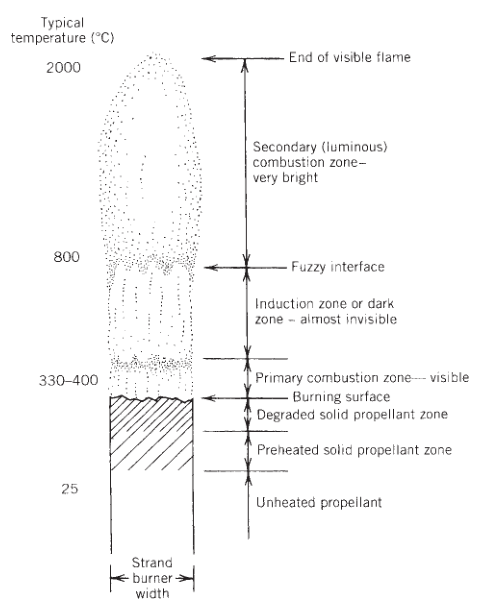 Typical
temperature (°C)
2000
End of visible flame
Secondary (luminous)
combustion zone–
very bright
800
Fuzzy interface
Induction zone or dark
zone – almost invisible
330–400
Primary combustion zone–– visible
Burning surface
Degraded solid propellant zone
Preheated solid propellant zone
25
Unheated propellant
Strand
burner
width